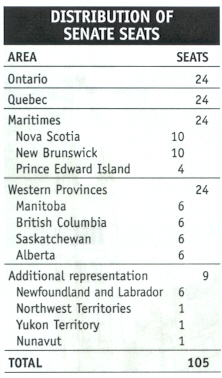 DISTRIBUTION OF
SENATE SEATS
AREA SEATS
Ontario 24
Quebec 24
Maritimes 24
Nova Scotia 10
New Brunswick 10
Prince Edward Island 4
Western Provinces 24
Manitoba 6
British Columbia 6
Saskatchewan 6
Alberta 6
Additional representation 9
Newfoundland and Labrador 6
Northwest Territories 1
Yukon Territory 1
Nunavut 1
TOTAL 105